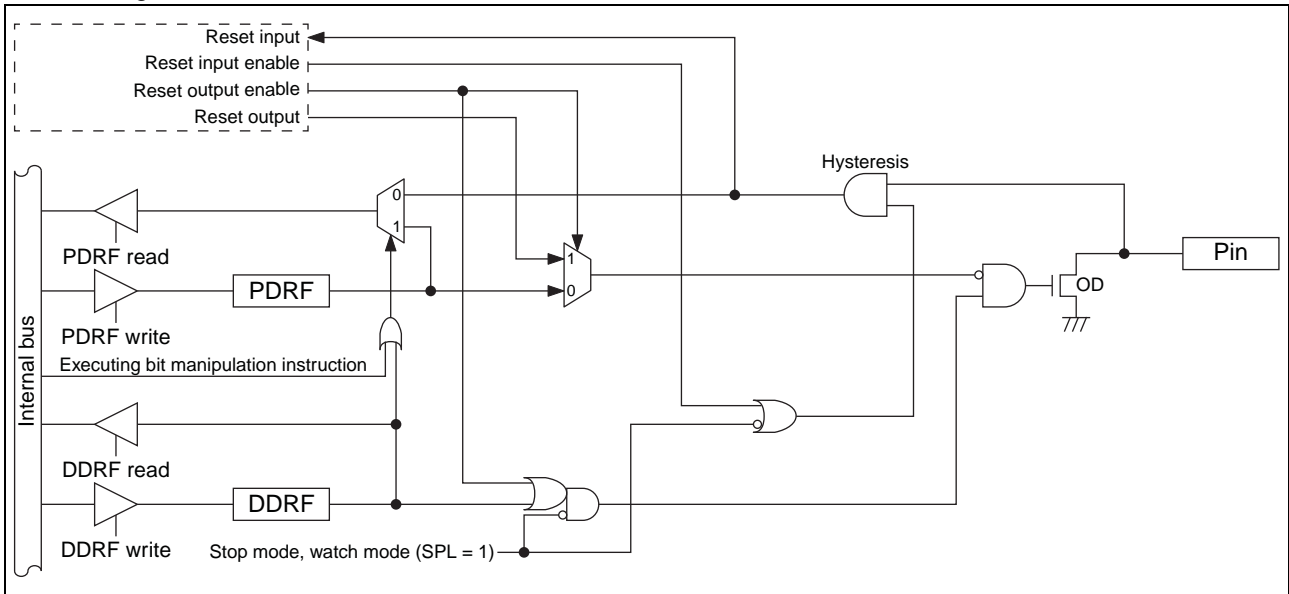 Reset input
Reset input enable
Reset output enable
Reset output
Hysteresis
0
1
PDRF read
1
0
Pin
OD
PDRF
PDRF write
Executing bit manipulation instruction
Internal bus
DDRF read
DDRF
DDRF write
Stop mode, watch mode (SPL = 1)